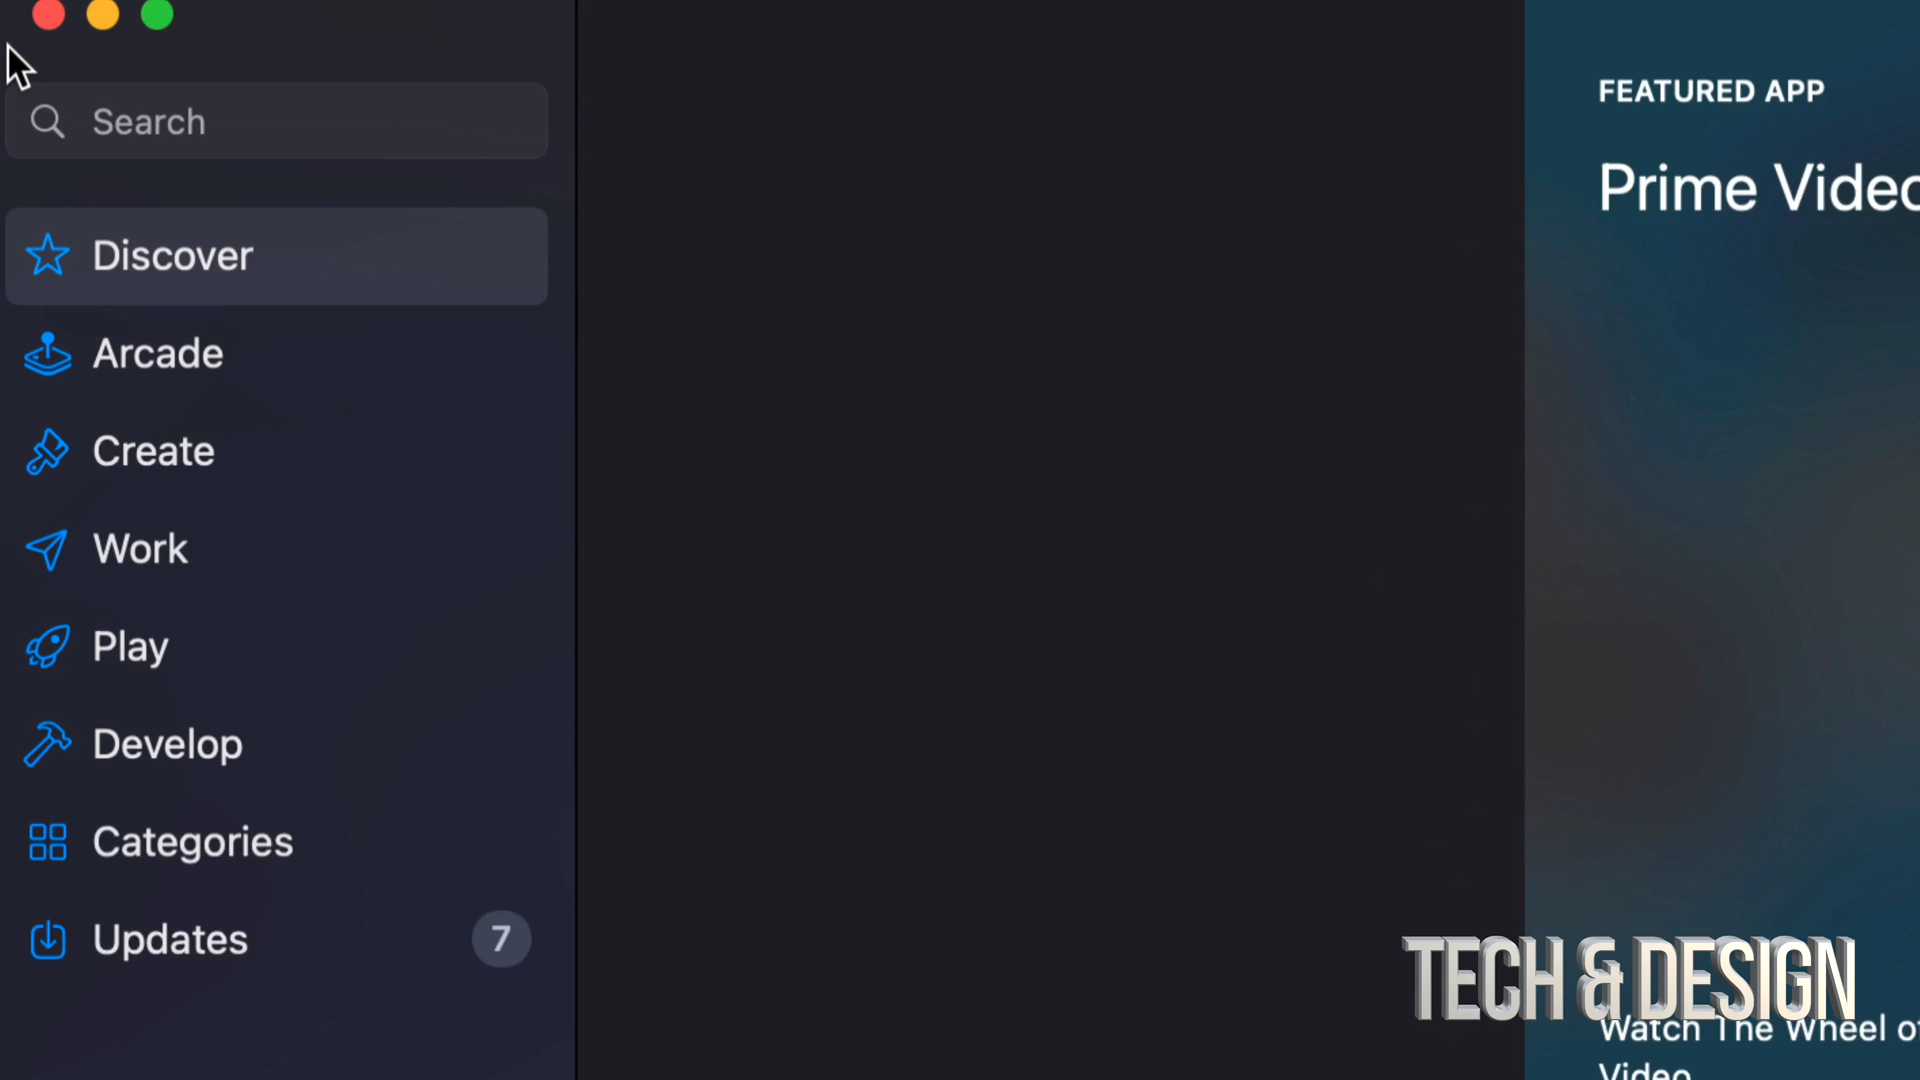 Search
Discover
Arcade
Create
Work
Play
Develop
Categories
Updates 7
FEATURED APP
Prime Video
TECH & DESIGN
Watch The Wheel of
Video